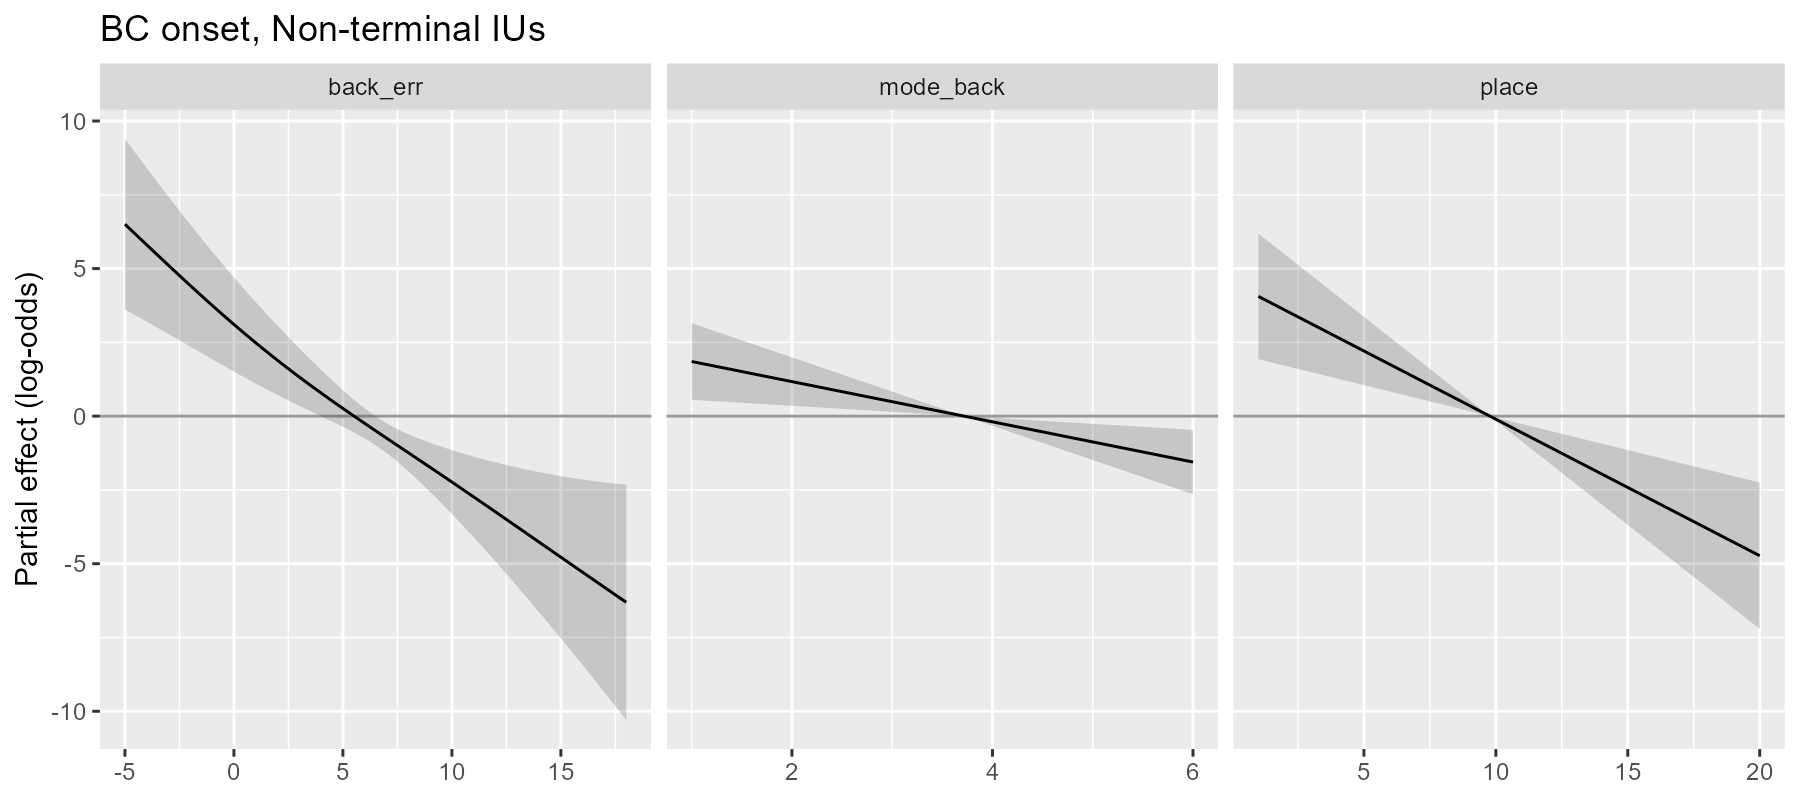 BC onset, Non-terminal IUs
back_err mode_back place
Partial effect (log-odds)
10
5
0
-5
-10
-5 0 5 10 15 2 4 6 5 10 15 20